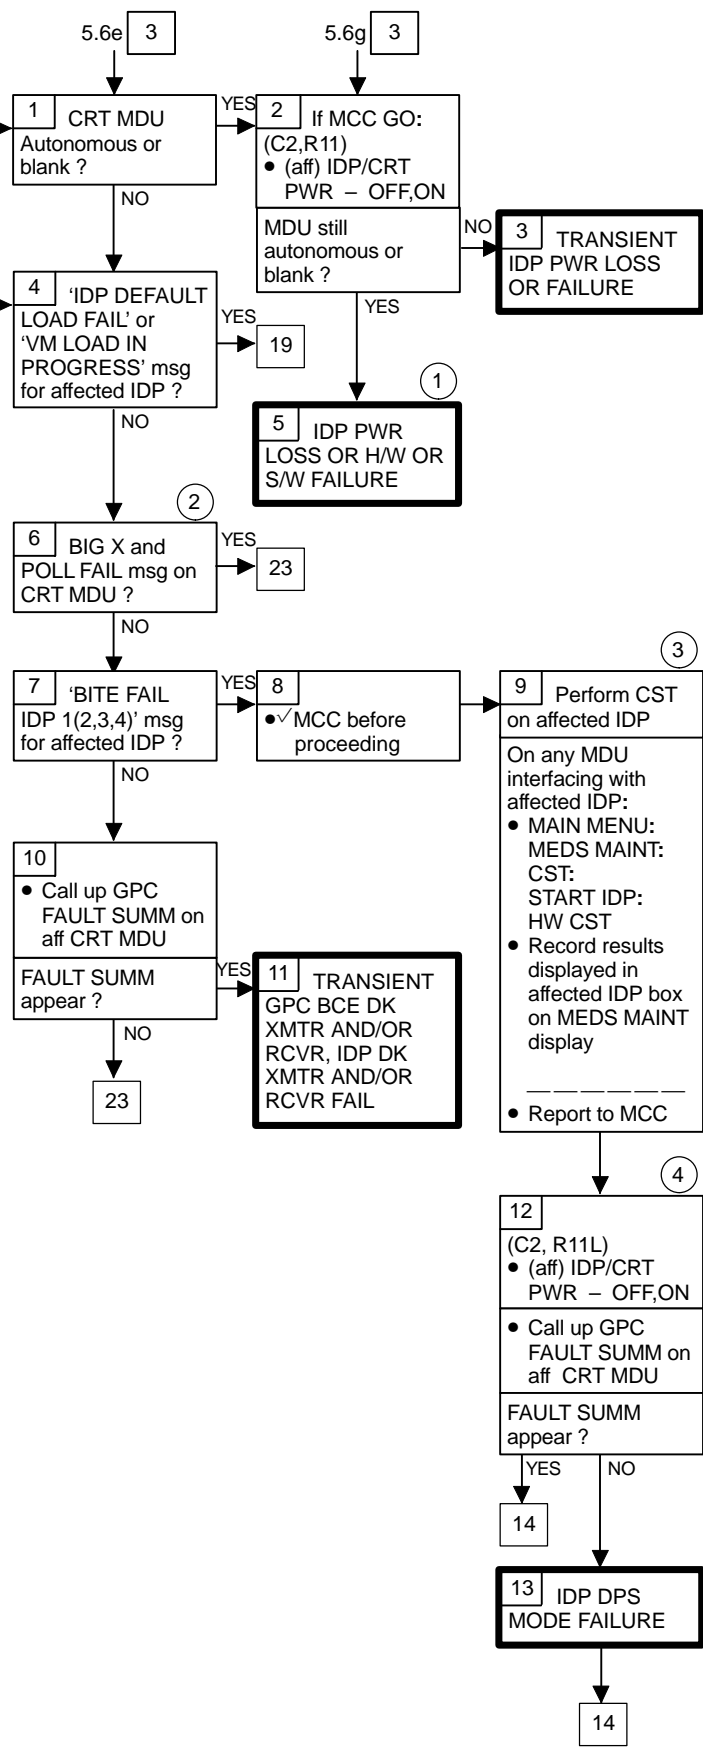 5.6e 3
5.6g 3
1 CRT MDU
Autonomous or
blank ?
YES
NO
2 If MCC GO:
(C2,R11)
• (aff) IDP/CRT
PWR – OFF,ON
MDU still
autonomous or
blank ?
NO
YES
3 TRANSIENT
IDP PWR LOSS
OR FAILURE
4 ‘IDP DEFAULT
LOAD FAIL’ or
‘VM LOAD IN
PROGRESS’ msg
for affected IDP ?
YES
19
NO
1
5 IDP PWR
LOSS OR H/W OR
S/W FAILURE
2
6 BIG X and
POLL FAIL msg on
CRT MDU ?
YES
23
NO
7 ‘BITE FAIL
IDP 1(2,3,4)’ msg
for affected IDP ?
YES
NO
8
• √ MCC before
proceeding
3
9 Perform CST
on affected IDP
On any MDU
interfacing with
affected IDP:
• MAIN MENU:
MEDS MAINT:
CST:
START IDP:
HW CST
• Record results
displayed in
affected IDP box
on MEDS MAINT
display
— — — — — —
• Report to MCC
10
• Call up GPC
FAULT SUMM on
aff CRT MDU
FAULT SUMM
appear ?
YES
NO
23
11 TRANSIENT
GPC BCE DK
XMTR AND/OR
RCVR, IDP DK
XMTR AND/OR
RCVR FAIL
4
12
(C2, R11L)
• (aff) IDP/CRT
PWR – OFF,ON
• Call up GPC
FAULT SUMM on
aff CRT MDU
FAULT SUMM
appear ?
YES
NO
14
13 IDP DPS
MODE FAILURE
14